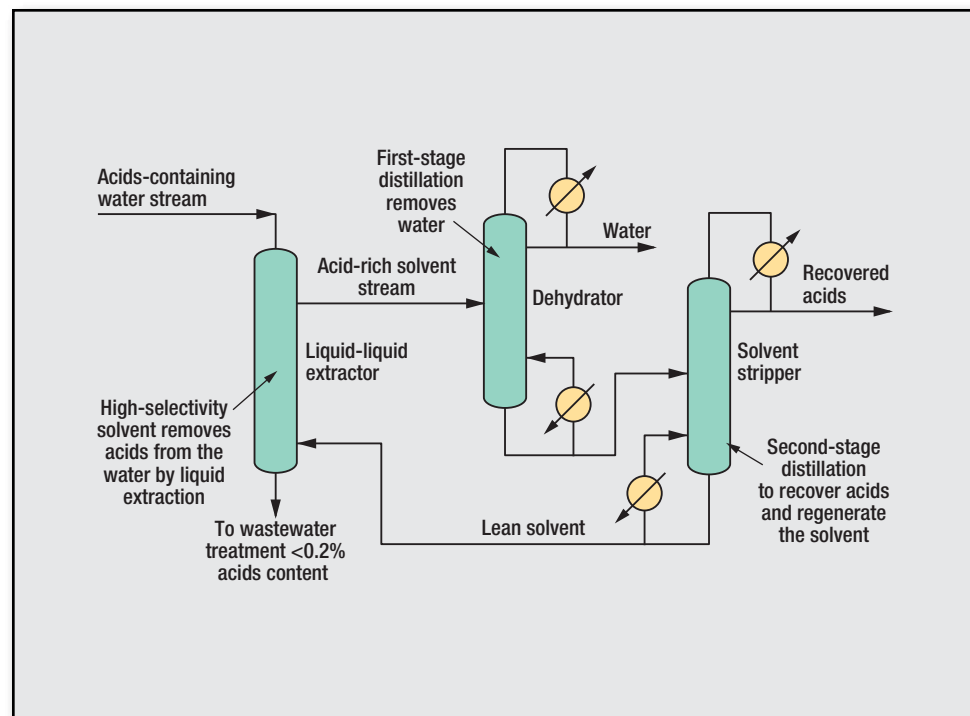 Acids-containing
water stream
First-stage
distillation
removes
water
Water
Acid-rich solvent
stream
Dehydrator
Recovered
acids
Liquid-liquid
extractor
Solvent
stripper
High-selectivity
solvent removes
acids from the
water by liquid
extraction
Second-stage
distillation
to recover acids
and regenerate
the solvent
Lean solvent
To wastewater
treatment <0.2%
acids content